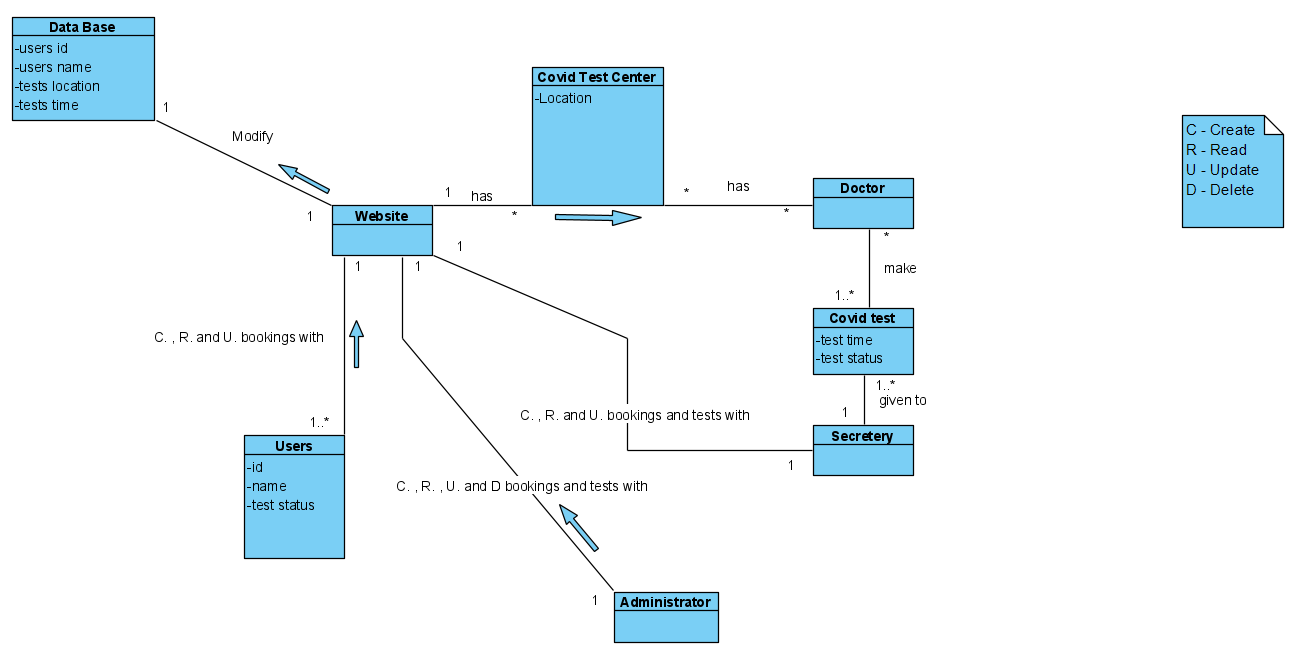 Data Base
-users id
-users name
-tests location
-tests time
1
Modify
1
Website
1
has
*
Covid Test Center
-Location
*
has
*
Doctor
*
make
1..*
Covid test
-test time
-test status
1..*
given to
1
Secretery
1
C. , R. and U. bookings and tests with
1
1
C. , R. , U. and D bookings and tests with
1
Administrator
1
C. , R. and U. bookings with
1..*
Users
-id
-name
-test status
C - Create
R - Read
U - Update
D - Delete